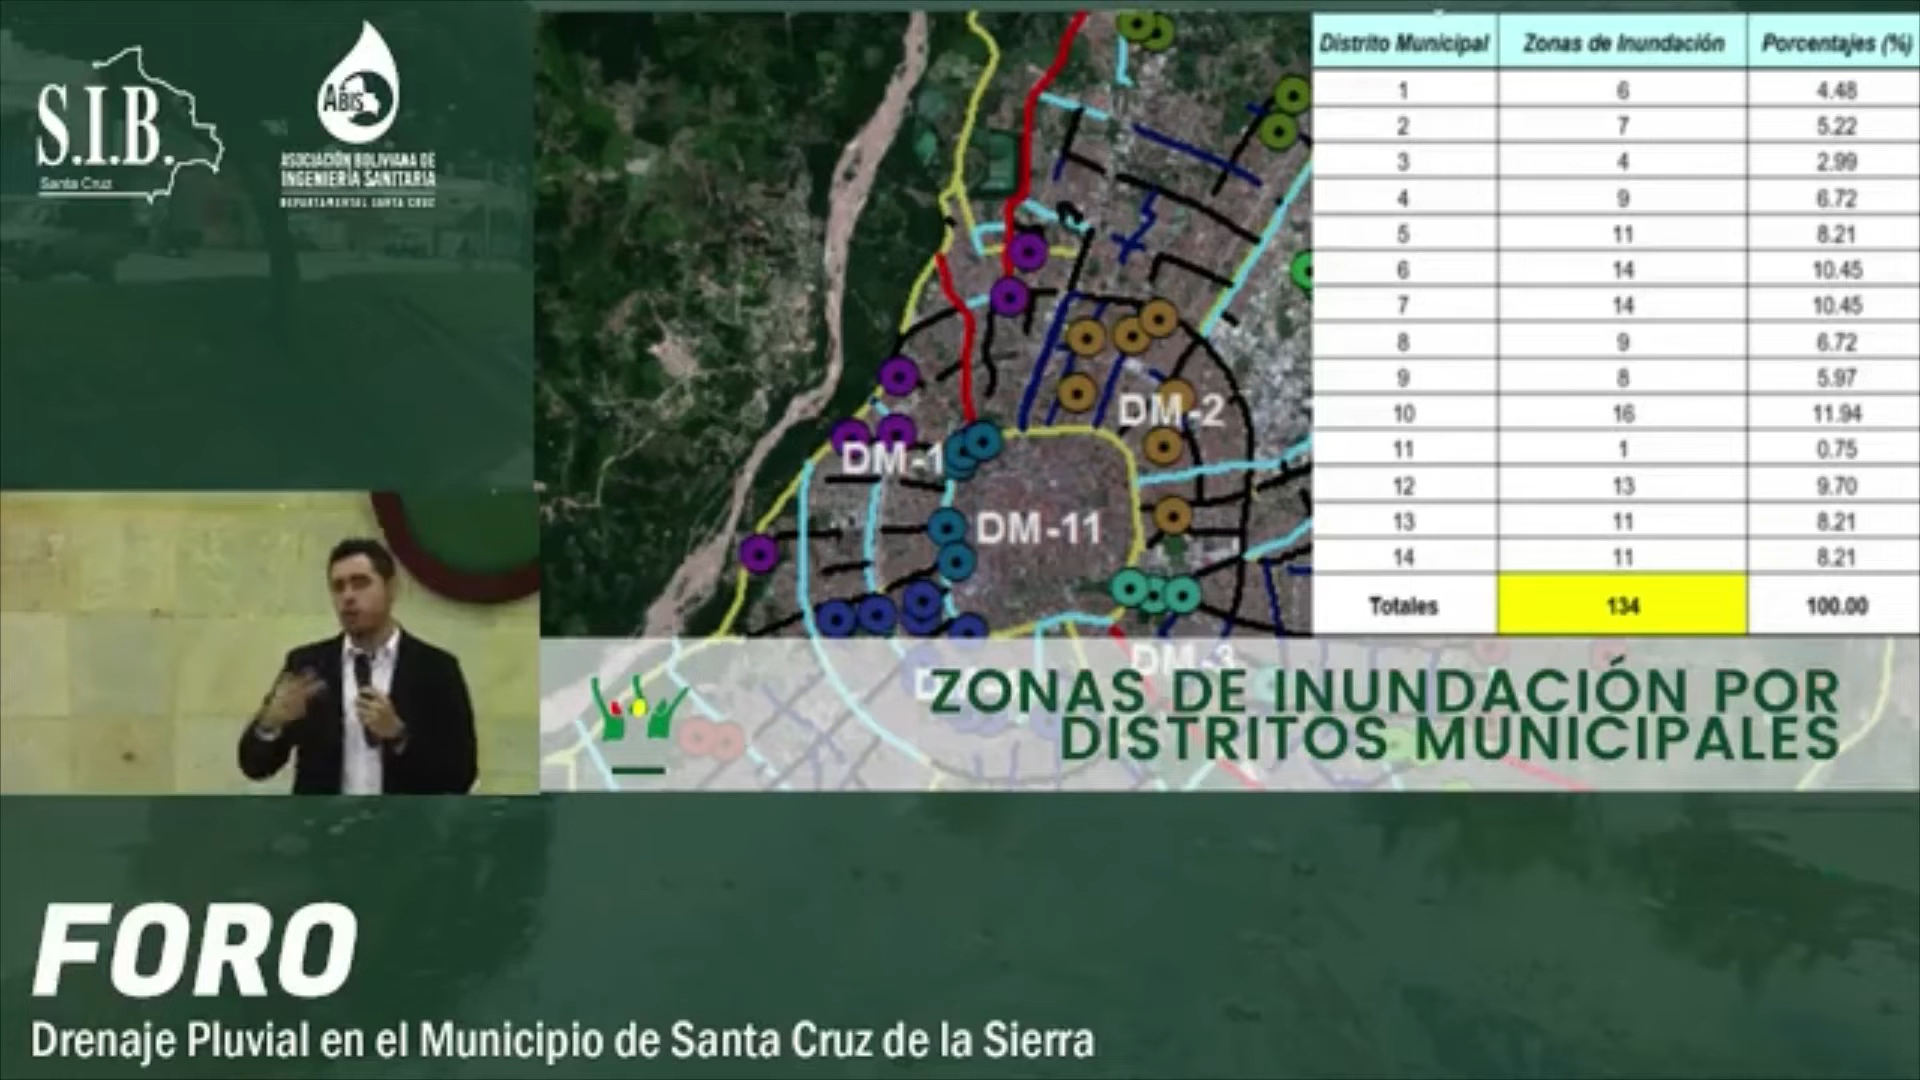 S.I.B.
Santa Cruz
ABIS
ASOCIACIÓN BOLIVIANA DE
INGENIERÍA SANITARIA
DEPARTAMENTAL SANTA CRUZ
DM-1
DM-2
DM-11
DM-3
Distrito Municipal Zonas de Inundación Porcentajes (%)
1 6 4.48
2 7 5.22
3 4 2.99
4 9 6.72
5 11 8.21
6 14 10.45
7 14 10.45
8 9 6.72
9 8 5.97
10 16 11.94
11 1 0.75
12 13 9.70
13 11 8.21
14 11 8.21
Totales 134 100.00
ZONAS DE INUNDACIÓN POR
DISTRITOS MUNICIPALES
FORO
Drenaje Pluvial en el Municipio de Santa Cruz de la Sierra